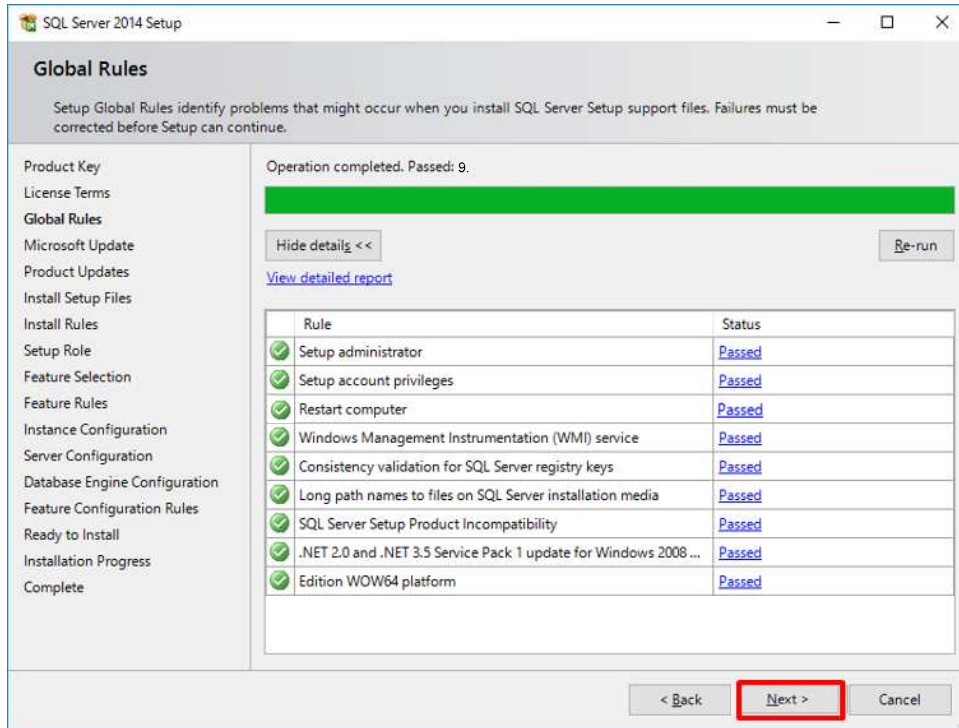 SQL Server 2014 Setup
Global Rules
Setup Global Rules identify problems that might occur when you install SQL Server Setup support files. Failures must be
corrected before Setup can continue.
Product Key
License Terms
Global Rules
Microsoft Update
Product Updates
Install Setup Files
Install Rules
Setup Role
Feature Selection
Feature Rules
Instance Configuration
Server Configuration
Database Engine Configuration
Feature Configuration Rules
Ready to Install
Installation Progress
Complete
Operation completed. Passed: 9.
Hide details <<
Re-run
View detailed report
Rule Status
Setup administrator Passed
Setup account privileges Passed
Restart computer Passed
Windows Management Instrumentation (WMI) service Passed
Consistency validation for SQL Server registry keys Passed
Long path names to files on SQL Server installation media Passed
SQL Server Setup Product Incompatibility Passed
.NET 2.0 and .NET 3.5 Service Pack 1 update for Windows 2008 ... Passed
Edition WOW64 platform Passed
< Back Next > Cancel